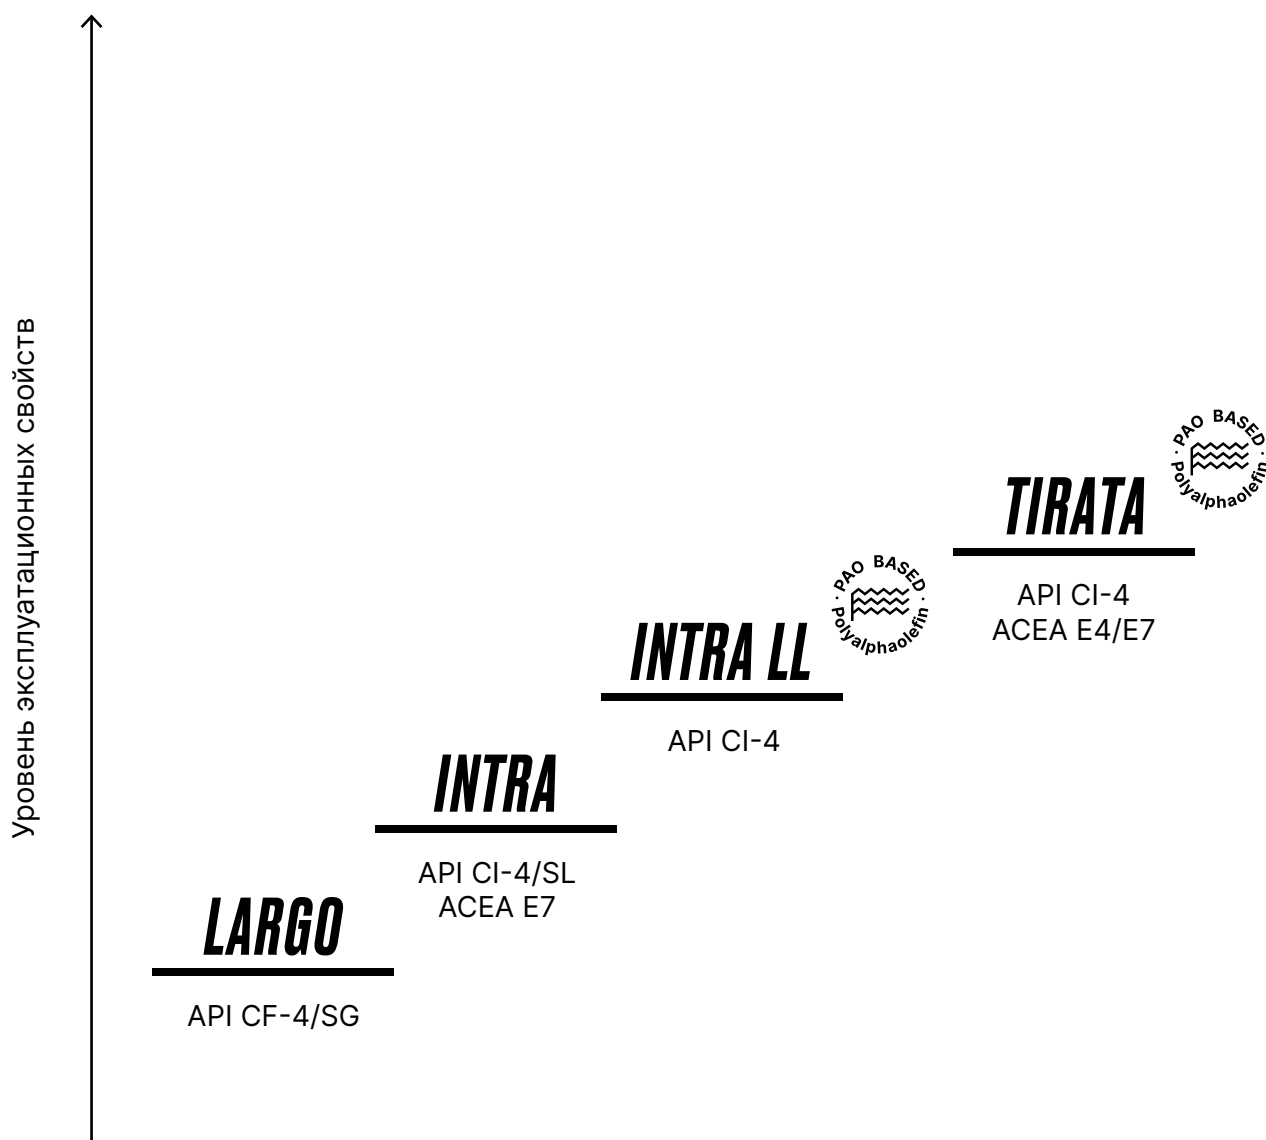 Уровень эксплуатационных свойств
PAO BASED
Polyalphaolefin
TIRATA
API CI-4
ACEA E4/E7
PAO BASED
Polyalphaolefin
INTRA LL
API CI-4
INTRA
API CI-4/SL
ACEA E7
LARGO
API CF-4/SG